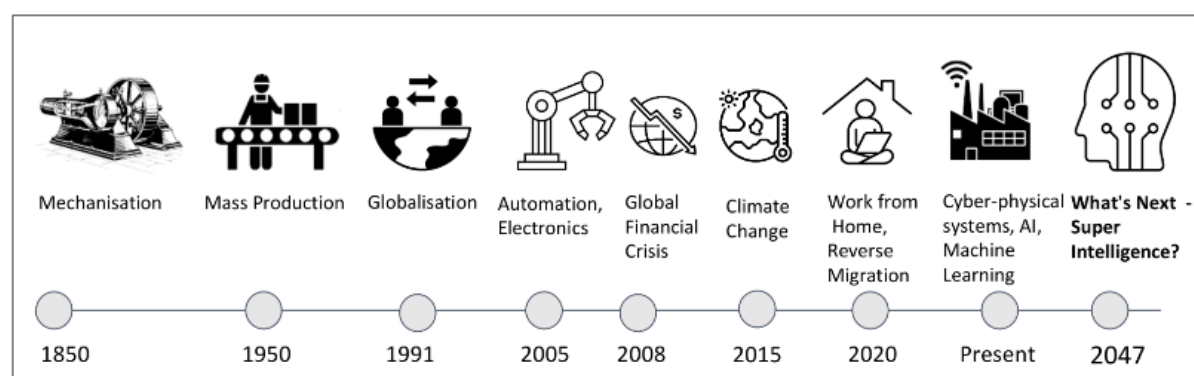 Mechanisation
Mass Production
Globalisation
Automation,
Electronics
$
Global
Financial
Crisis
Climate
Change
Work from
Home,
Reverse
Migration
Cyber-physical
systems, AI,
Machine
Learning
What's Next -
Super
Intelligence?
1850
1950
1991
2005
2008
2015
2020
Present
2047